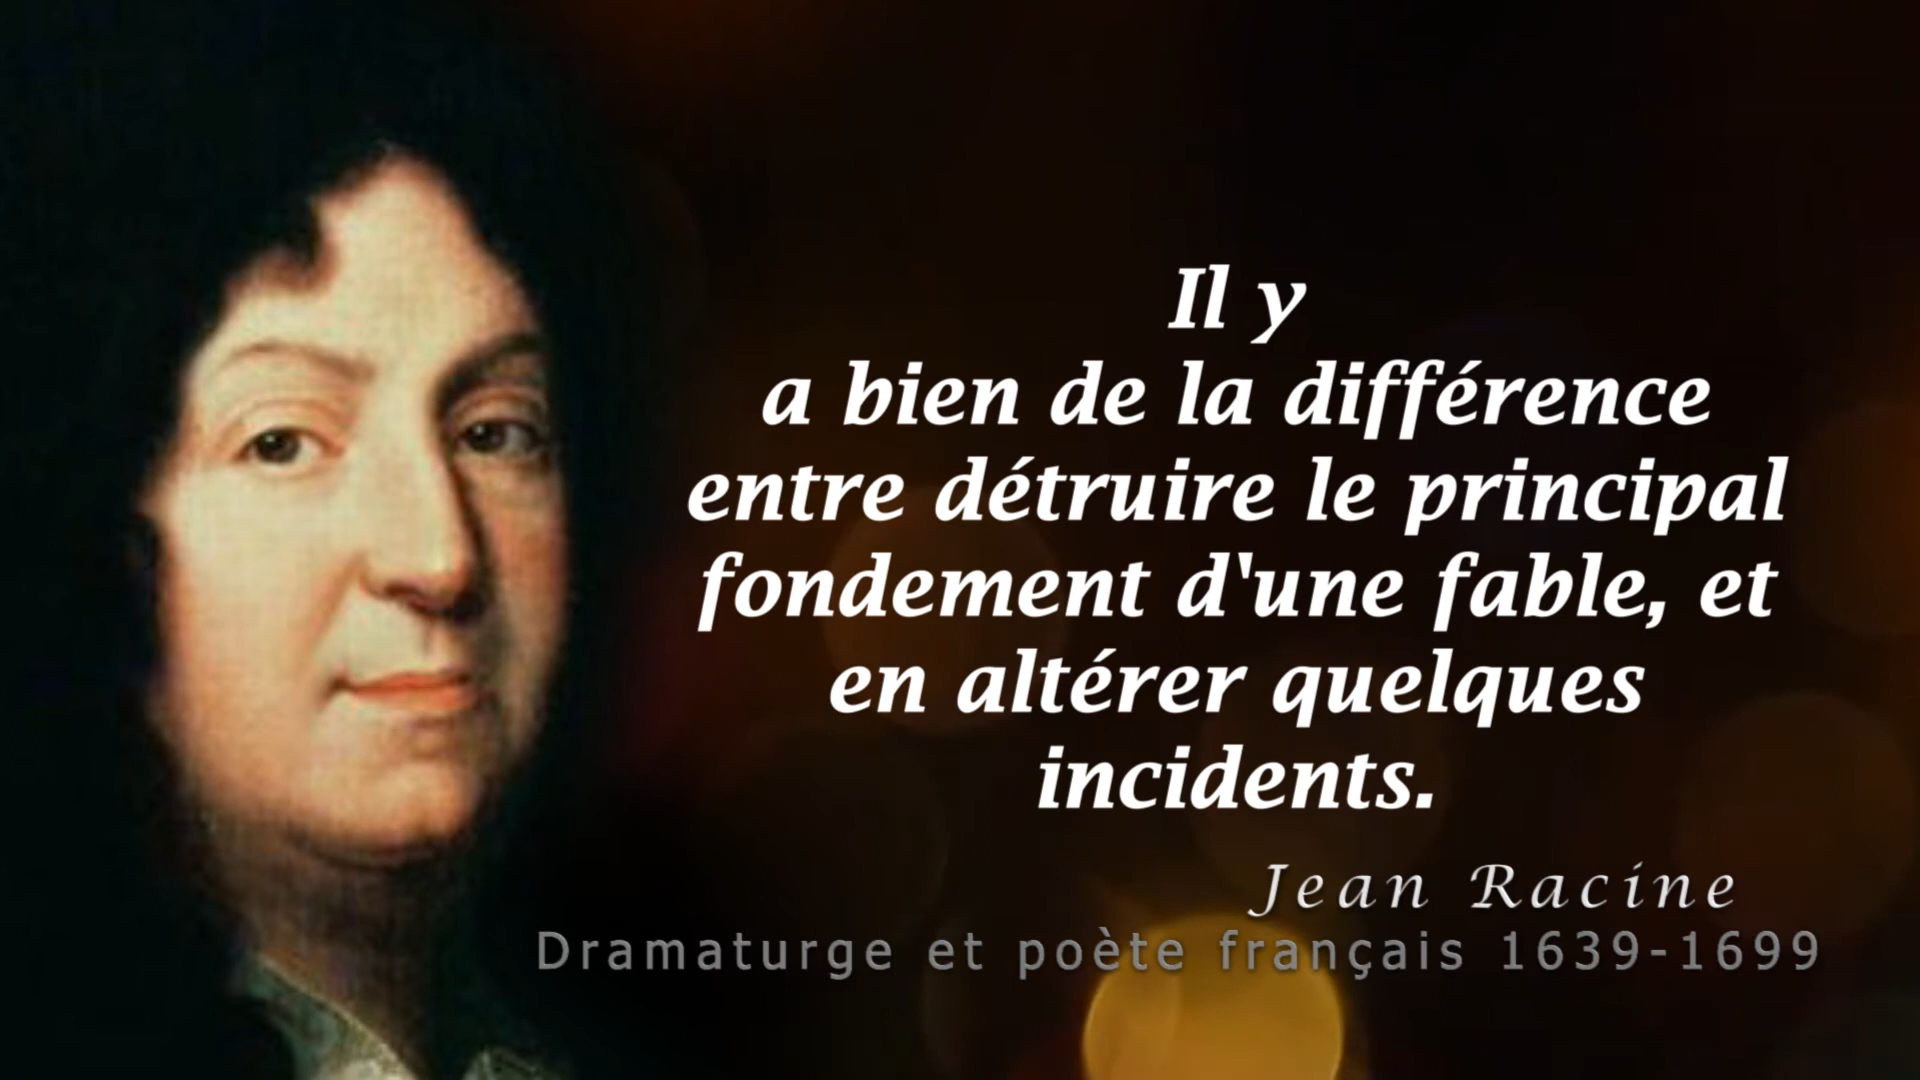 Il y
a bien de la différence
entre détruire le principal
fondement d'une fable, et
en altérer quelques
incidents.
Jean Racine
Dramaturge et poète français 1639-1699